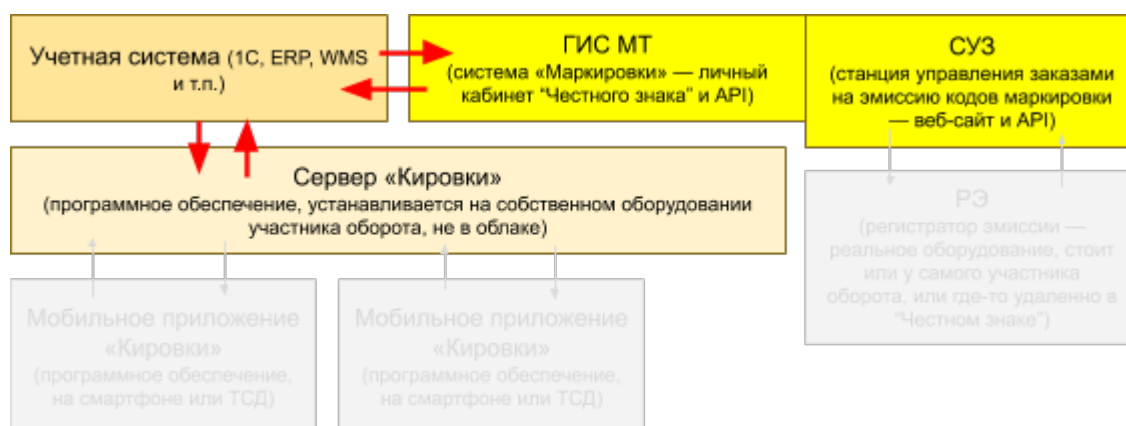 Учетная система (1С, ERP, WMS
и т.п.)
ГИС МТ
(система «Маркировки» — личный
кабинет “Честного знака” и API)
СУЗ
(станция управления заказами
на эмиссию кодов маркировки
— веб-сайт и API)
Сервер «Кировки»
(программное обеспечение, устанавливается на собственном оборудовании
участника оборота, не в облаке)
РЭ
(регистратор эмиссии —
реальное оборудование, стоит
или у самого участника
оборота, или где-то удаленно в
“Честном знаке”)
Мобильное приложение
«Кировки»
(программное обеспечение,
на смартфоне или ТСД)
Мобильное приложение
«Кировки»
(программное обеспечение,
на смартфоне или ТСД)